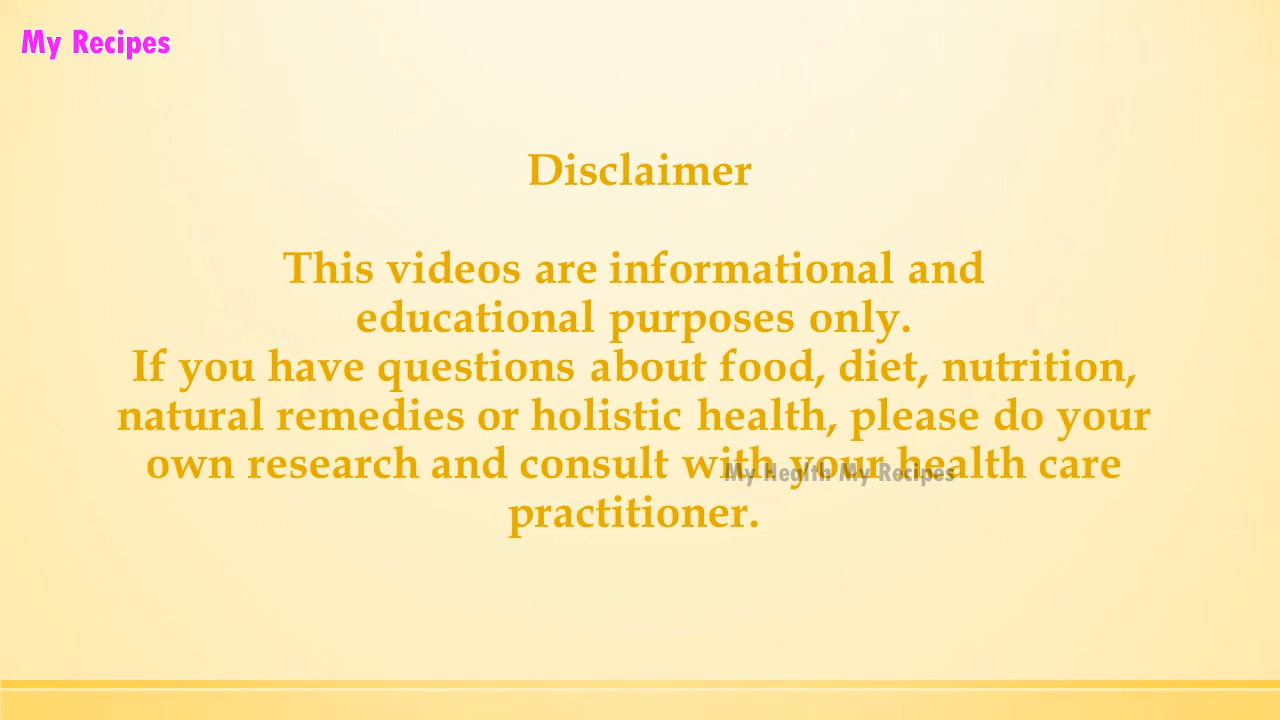 My Recipes
Disclaimer
This videos are informational and
educational purposes only.
If you have questions about food, diet, nutrition,
natural remedies or holistic health, please do your
own research and consult with your health care
My Health My Recipes
practitioner.